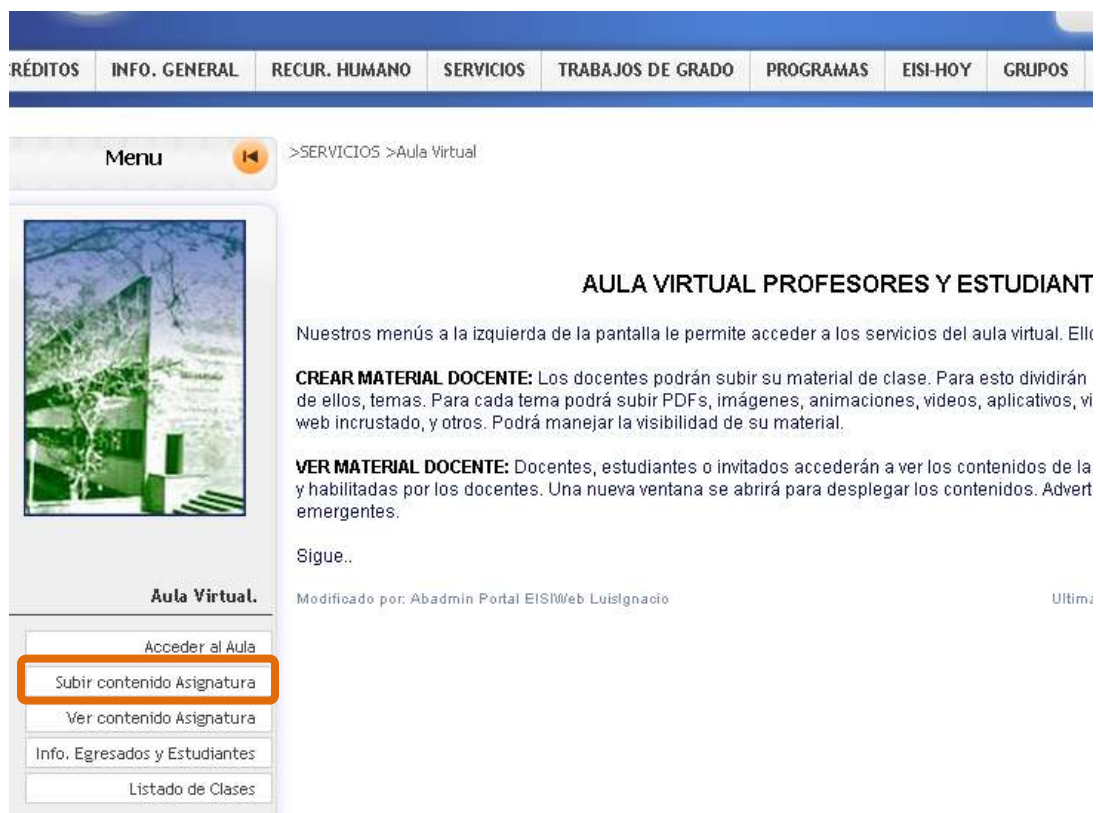 RÉDITOS INFO. GENERAL RECUR. HUMANO SERVICIOS TRABAJOS DE GRADO PROGRAMAS EISI-HOY GRUPOS
Menu
>SERVICIOS >Aula Virtual
AULA VIRTUAL PROFESORES Y ESTUDIANT
Nuestros menús a la izquierda de la pantalla le permite acceder a los servicios del aula virtual. Ello
CREAR MATERIAL DOCENTE: Los docentes podrán subir su material de clase. Para esto dividirán
de ellos, temas. Para cada tema podrá subir PDFs, imágenes, animaciones, videos, aplicativos, vi
web incrustado, y otros. Podrá manejar la visibilidad de su material.
VER MATERIAL DOCENTE: Docentes, estudiantes o invitados accederán a ver los contenidos de la
y habilitadas por los docentes. Una nueva ventana se abrirá para desplegar los contenidos. Advert
emergentes.
Sigue..
Modificado por: Abadmin Portal EISIWeb LuisIgnacio Ultima
Aula Virtual.
Acceder al Aula
Subir contenido Asignatura
Ver contenido Asignatura
Info. Egresados y Estudiantes
Listado de Clases